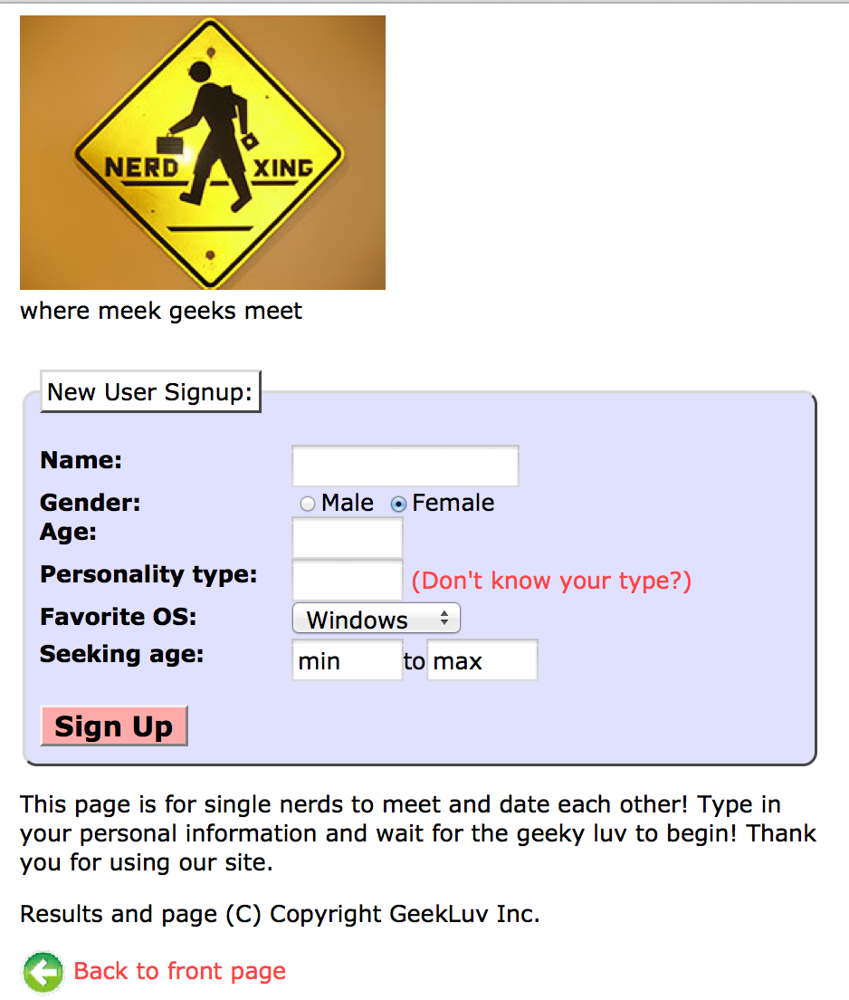 NERD XING
where meek geeks meet
New User Signup:
Name:
Gender: Male Female
Age:
Personality type: (Don't know your type?)
Favorite OS: Windows
Seeking age: min to max
Sign Up
This page is for single nerds to meet and date each other! Type in
your personal information and wait for the geeky luv to begin! Thank
you for using our site.
Results and page (C) Copyright GeekLuv Inc.
Back to front page